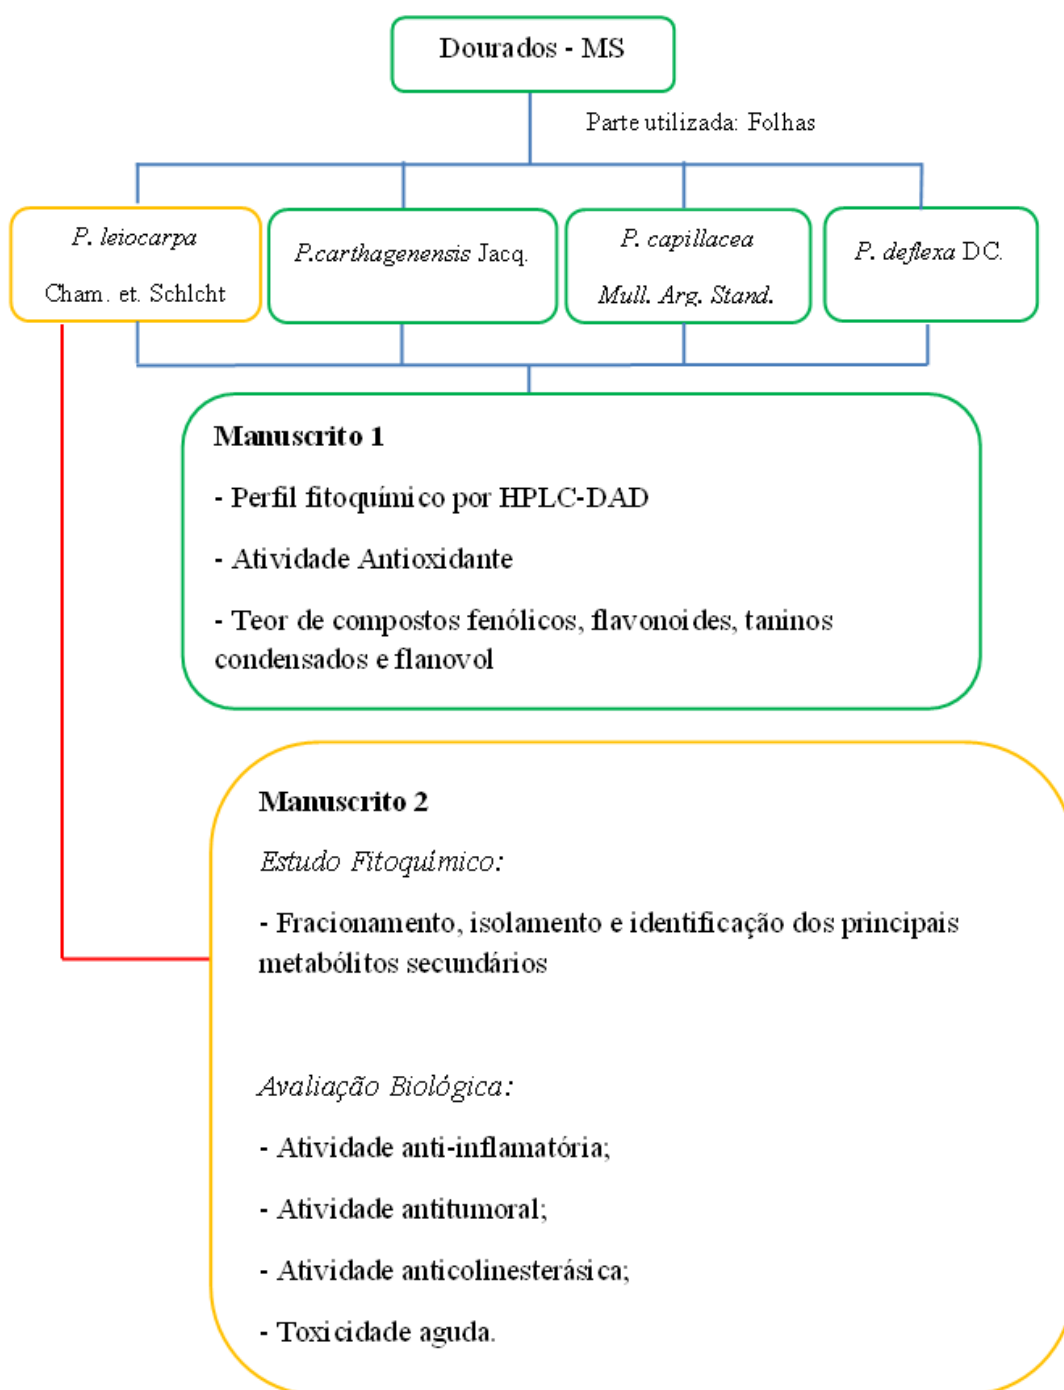 Dourados - MS
Parte utilizada: Folhas
P. leiocarpa
Cham. et. Schlcht
P.carthagenensis Jacq.
P. capillacea
Mull. Arg. Stand.
P. deflexa DC.
Manuscrito 1
- Perfil fitoquímico por HPLC-DAD
- Atividade Antioxidante
- Teor de compostos fenólicos, flavonoides, taninos
condensados e flanovol
Manuscrito 2
Estudo Fitoquímico:
- Fracionamento, isolamento e identificação dos principais
metabólitos secundários
Avaliação Biológica:
- Atividade anti-inflamatória;
- Atividade antitumoral;
- Atividade anticolinesterásica;
- Toxicidade aguda.